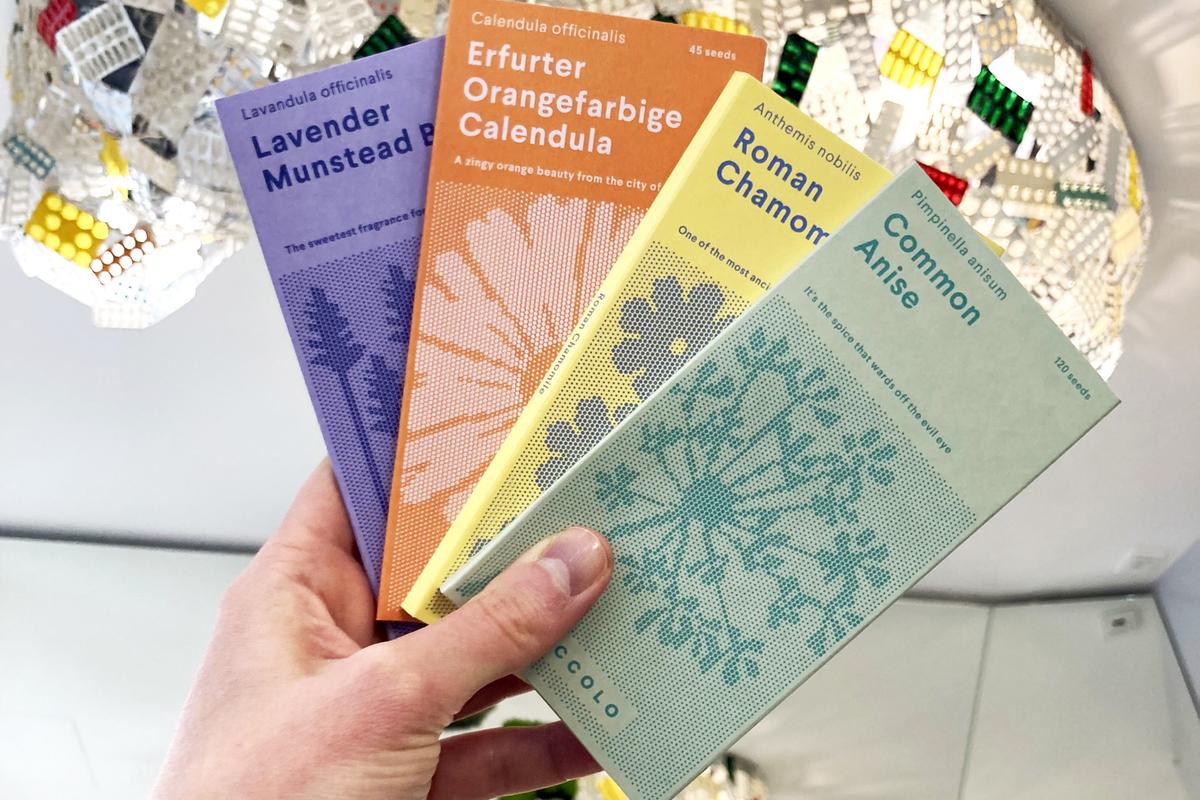 Lavandula officinalis
Lavender
Munstead B
The sweetest fragrance for
Calendula officinalis
45 seeds
Erfurter
Orangefarbige
Calendula
A zingy orange beauty from the city of
Anthemis nobilis
Roman
Chamom
One of the most anci
Roman Chamomile
Pimpinella anisum
Common
Anise
It's the spice that wards off the evil eye
120 seeds
CCOLO